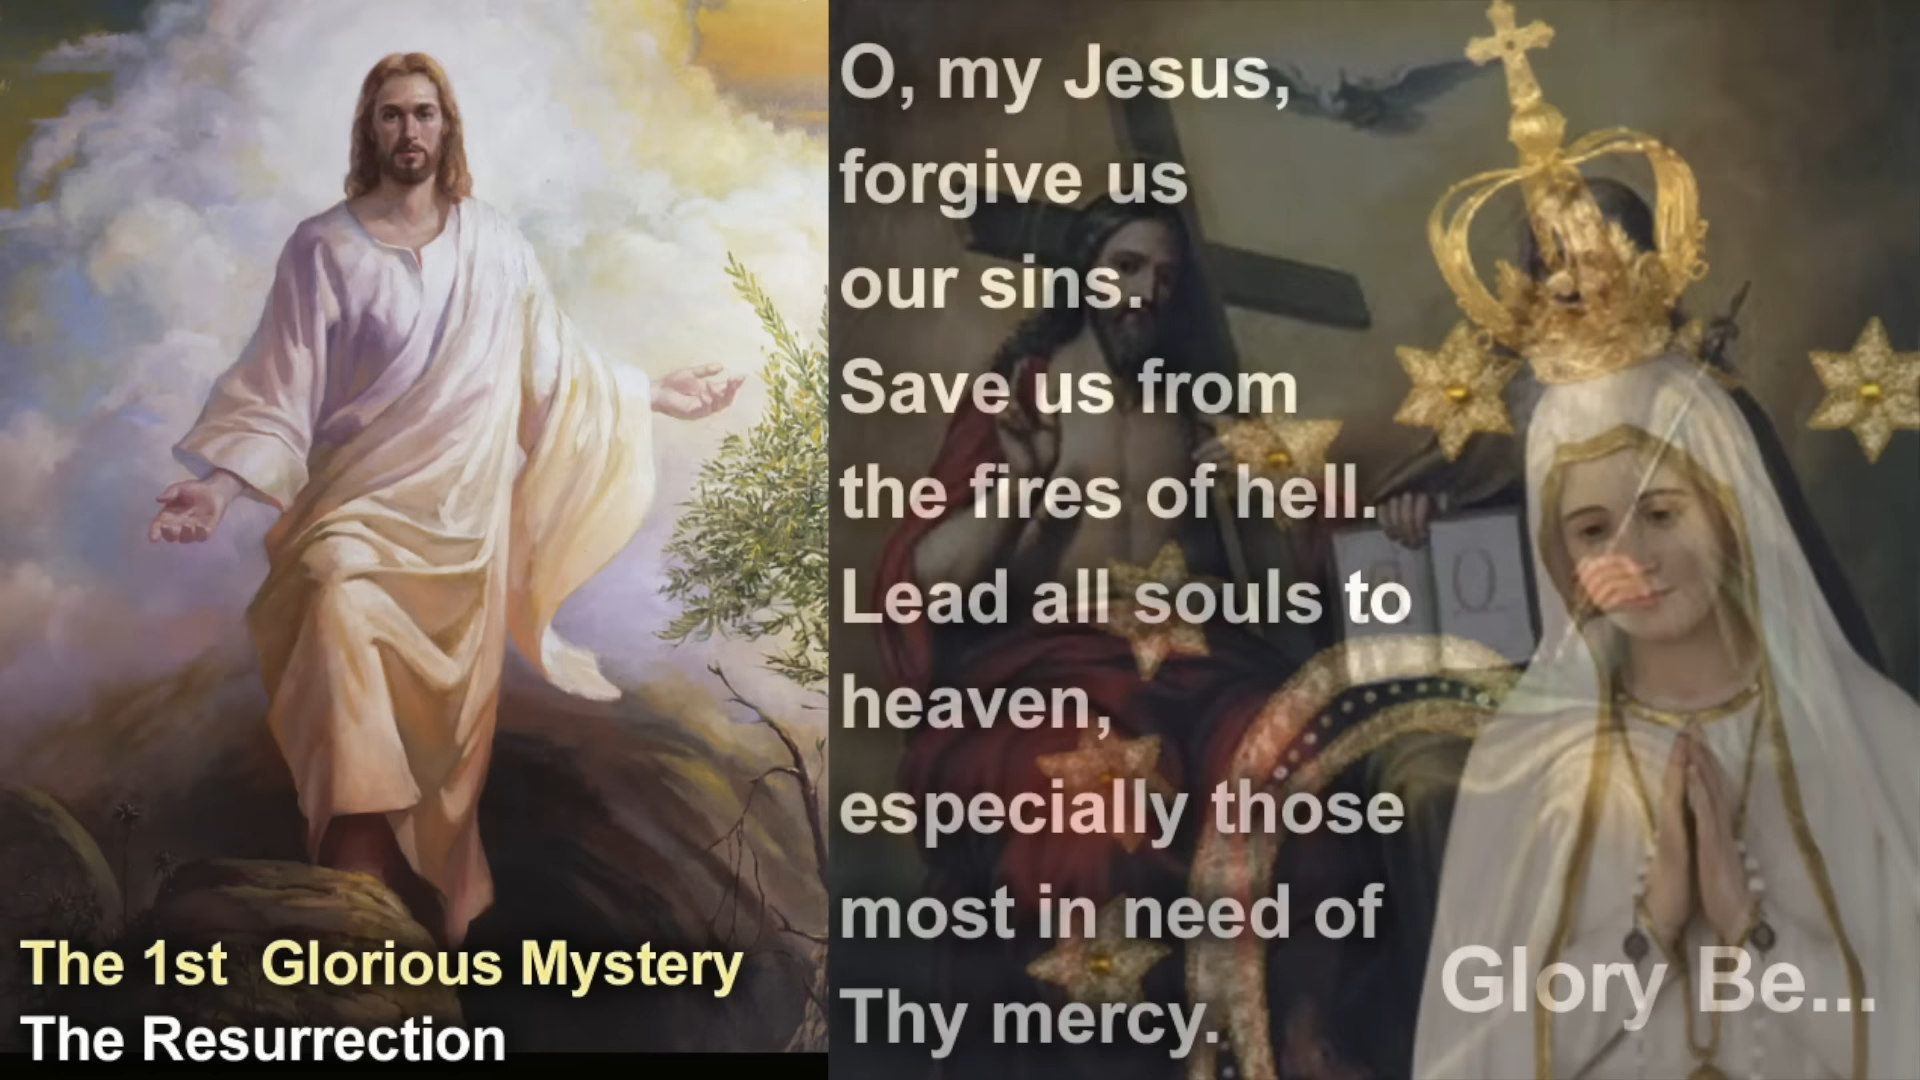 The 1st  Glorious Mystery
The Resurrection
O, my Jesus,
forgive us
our sins.
Save us from
the fires of hell.
Lead all souls to
heaven,
especially those
most in need of
Thy mercy.
Glory Be...